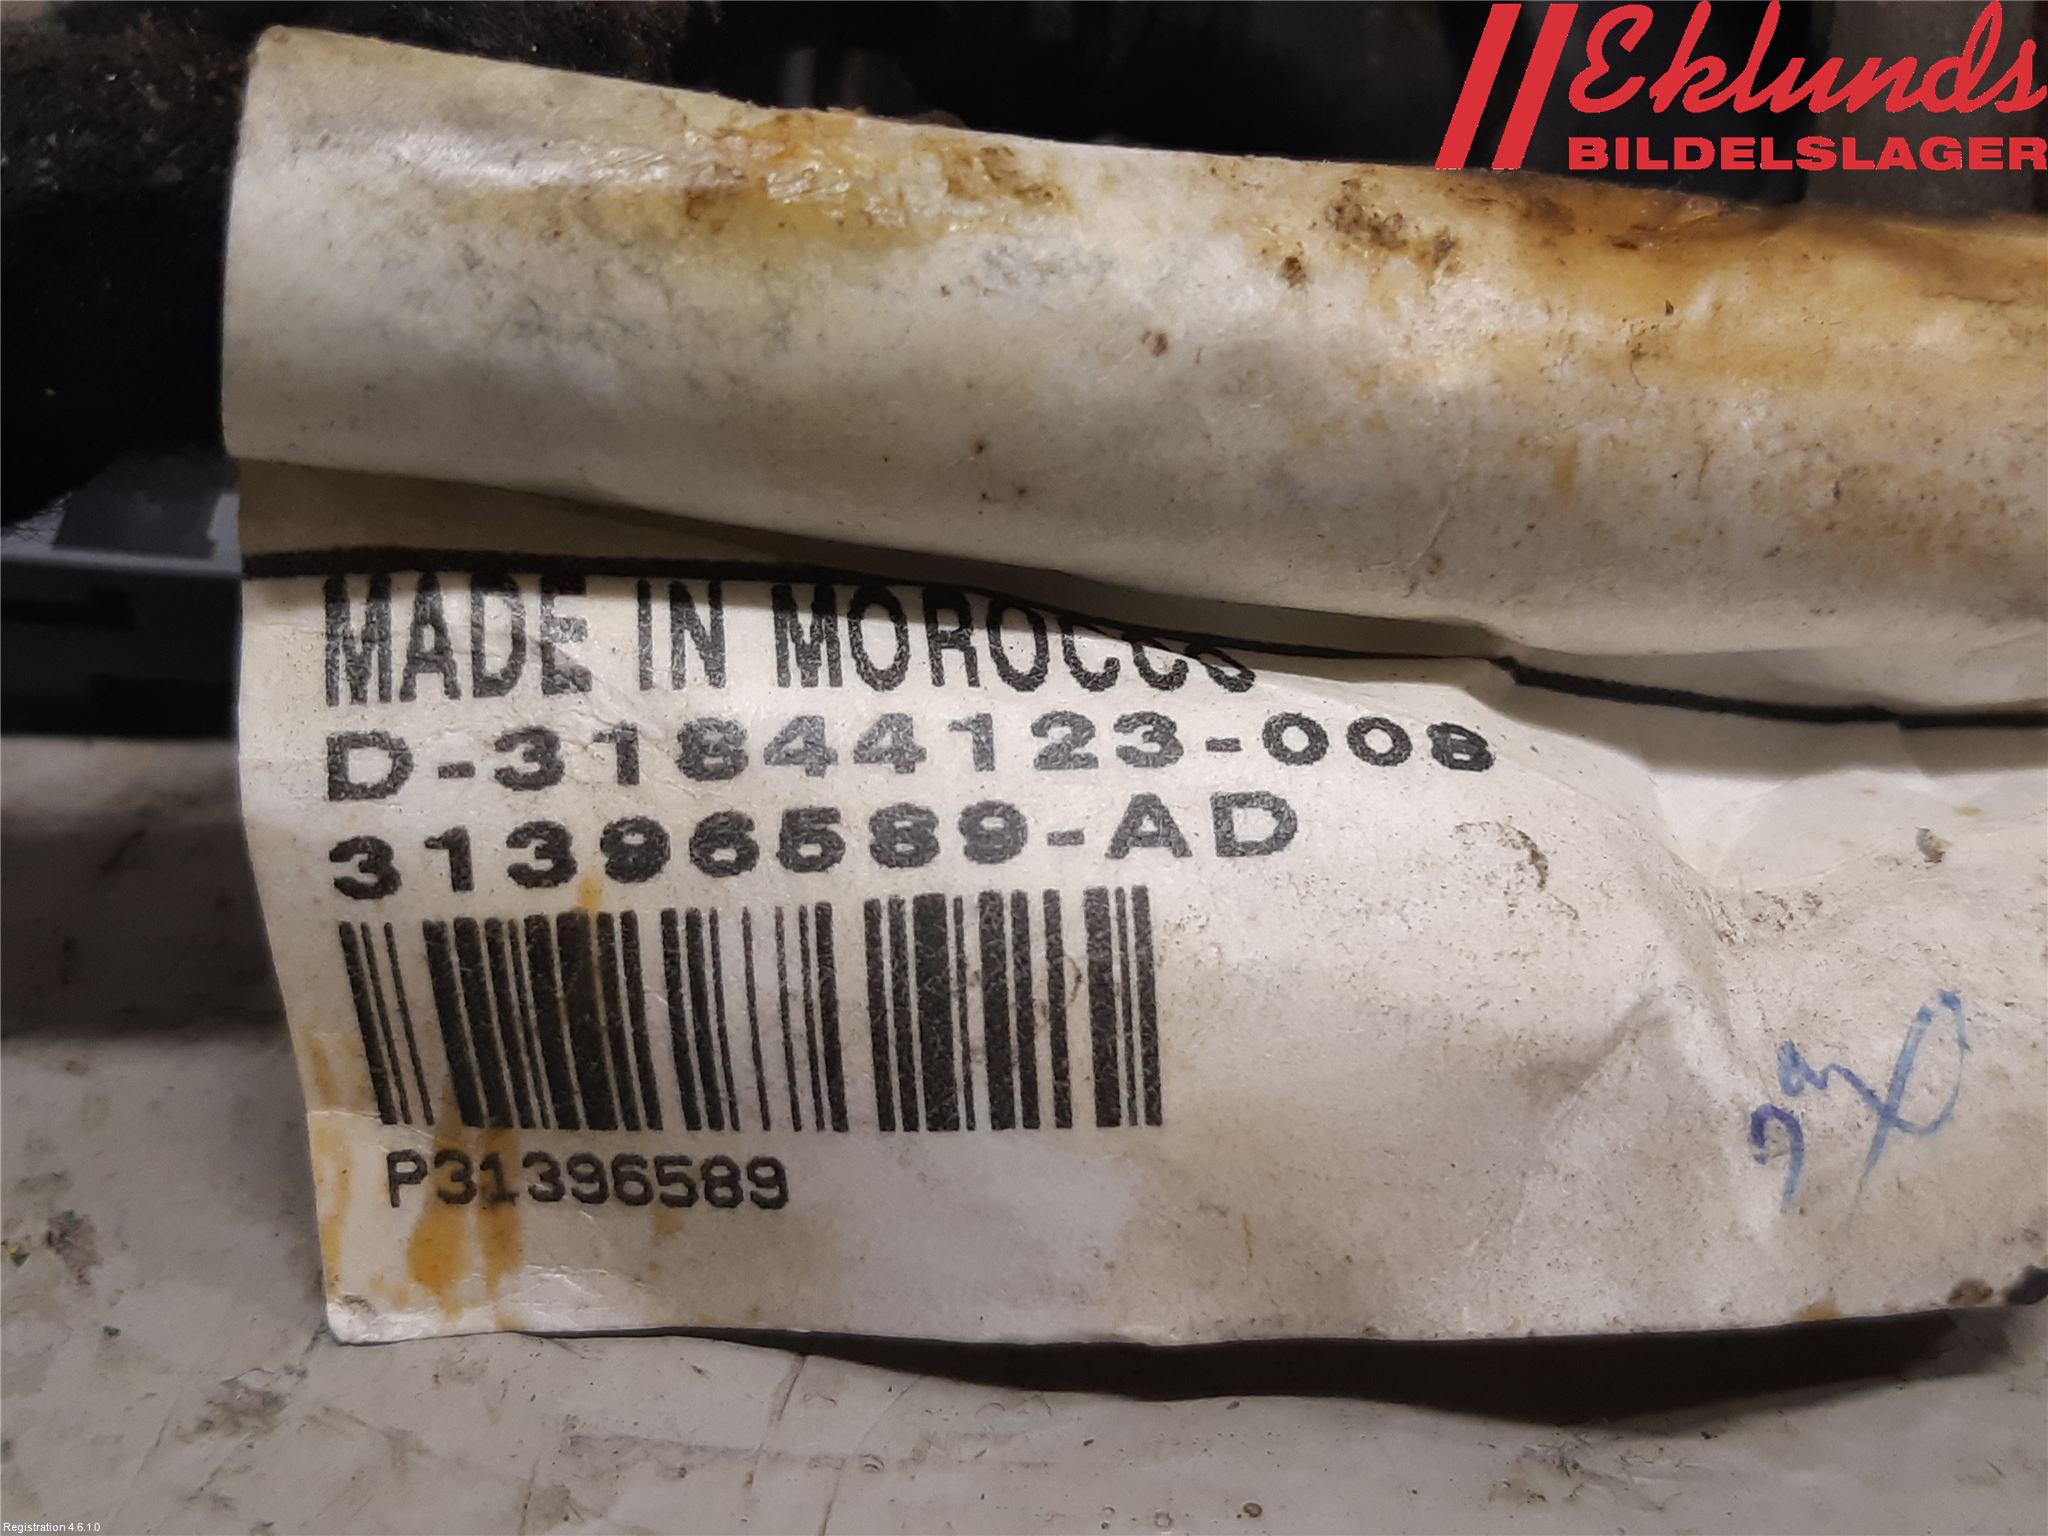 Eklunds
BILDELSLAGER
MADE IN MOROCCO
D-31844123-008
31396589-AD
P31396589
Registration 4.6.1.0